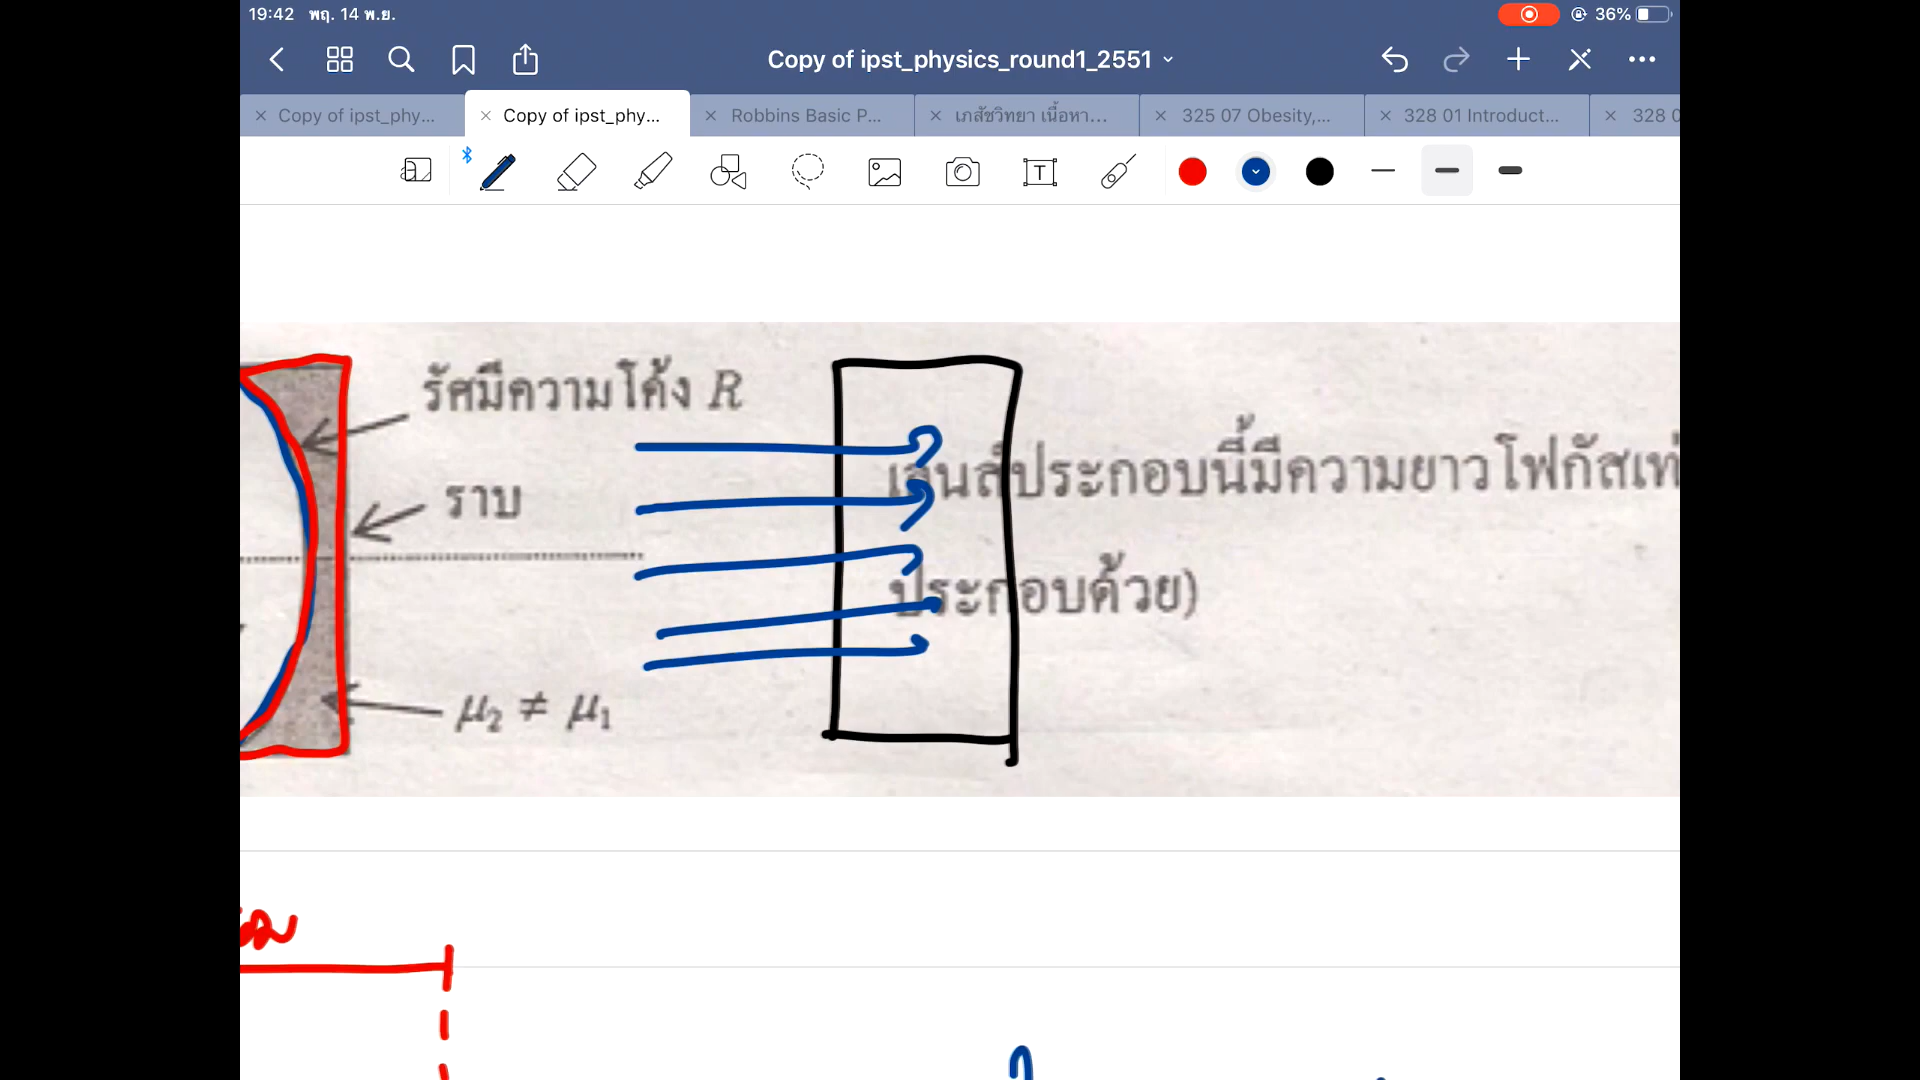 19:42 พฤ. 14 พ.ย. 36%
Copy of ipst_physics_round1_2551
Copy of ipst_phy... Copy of ipst_phy... Robbins Basic P... เภสัชวิทยา เนื้อหา... 325 07 Obesity,... 328 01 Introduct... 328 0
รัศมีความโค้ง R
เลนส์ประกอบนี้มีความยาวโฟกัสเท่
ราบ
ประกอบด้วย)
μ₂ ≠ μ₁